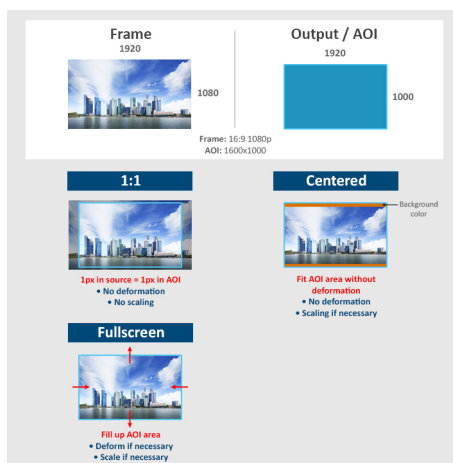 Frame
1920
1080
Output / AOI
1920
1000
Frame: 16:9 1080p
AOI: 1600x1000
1:1
1px in source = 1px in AOI
• No deformation
• No scaling
Centered
Background
color
Fit AOI area without
deformation
• No deformation
• Scaling if necessary
Fullscreen
Fill up AOI area
• Deform if necessary
• Scale if necessary